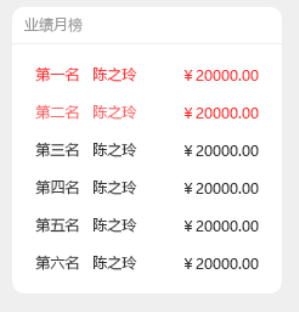 业绩月榜
第一名 陈之玲 ￥20000.00
第二名 陈之玲 ￥20000.00
第三名 陈之玲 ￥20000.00
第四名 陈之玲 ￥20000.00
第五名 陈之玲 ￥20000.00
第六名 陈之玲 ￥20000.00